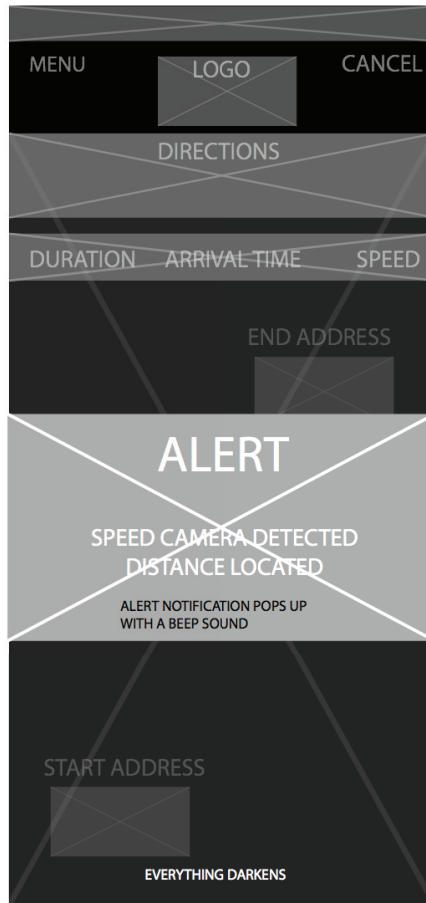 MENU
LOGO
CANCEL
DIRECTIONS
DURATION
ARRIVAL TIME
SPEED
END ADDRESS
ALERT
SPEED CAMERA DETECTED
DISTANCE LOCATED
ALERT NOTIFICATION POPS UP
WITH A BEEP SOUND
START ADDRESS
EVERYTHING DARKENS